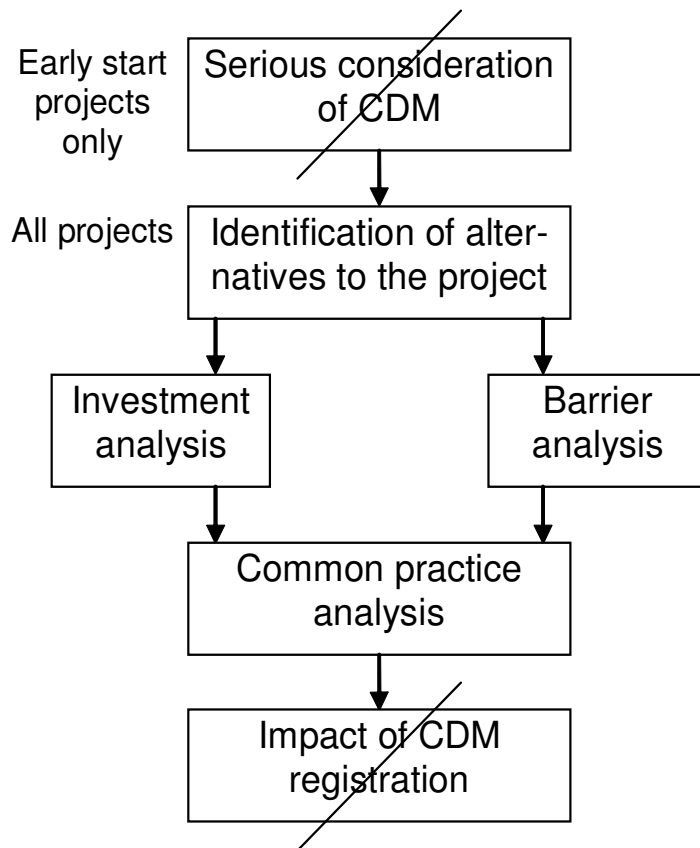 Early start
projects
only
Serious consideration
of CDM
All projects
Identification of alter-
natives to the project
Investment
analysis
Barrier
analysis
Common practice
analysis
Impact of CDM
registration